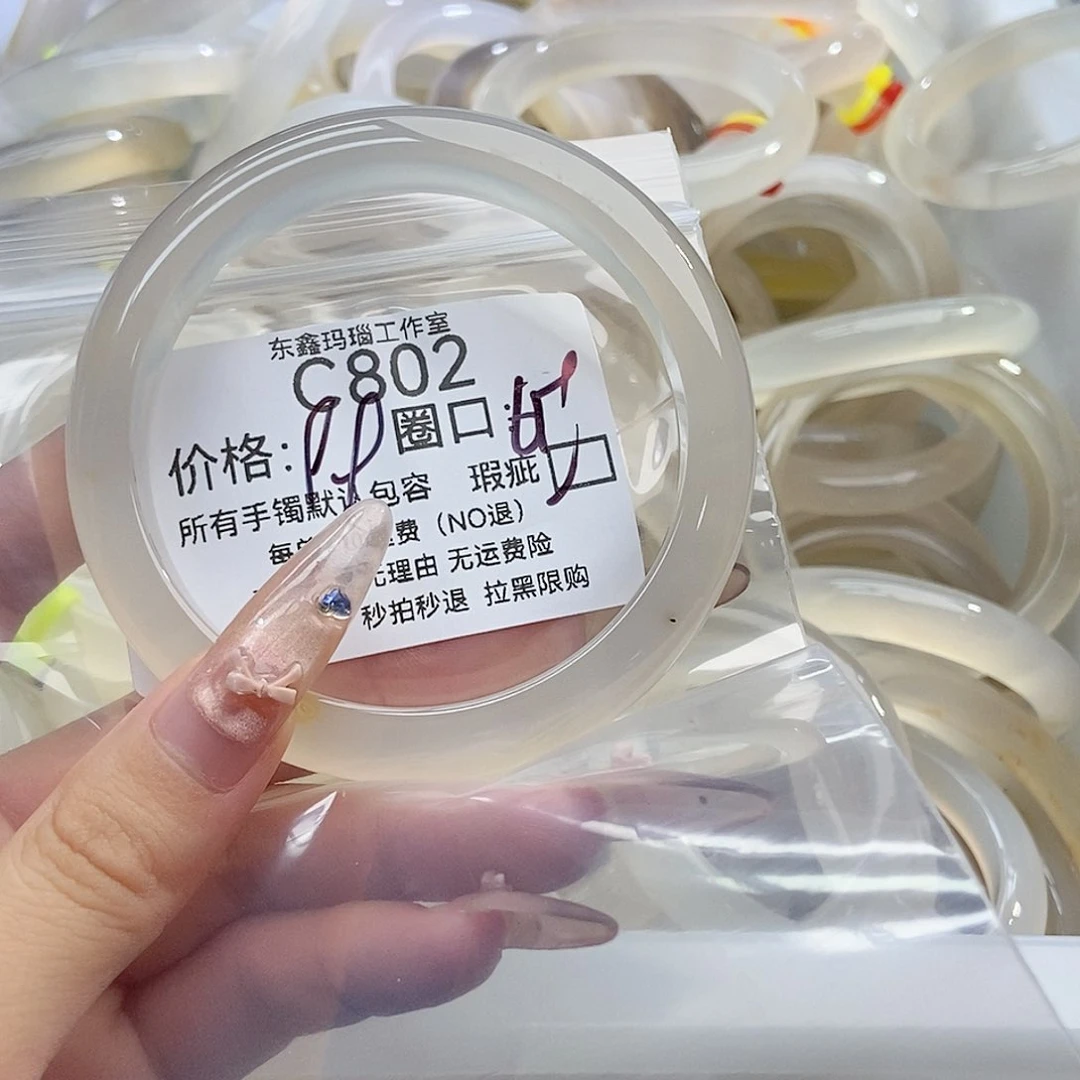 东鑫玛瑙工作室
C802
价格: 圈口:
所有手镯默认包容 瑕疵
每 费（NO退）
无理由 无运费险
秒拍秒退 拉黑限购